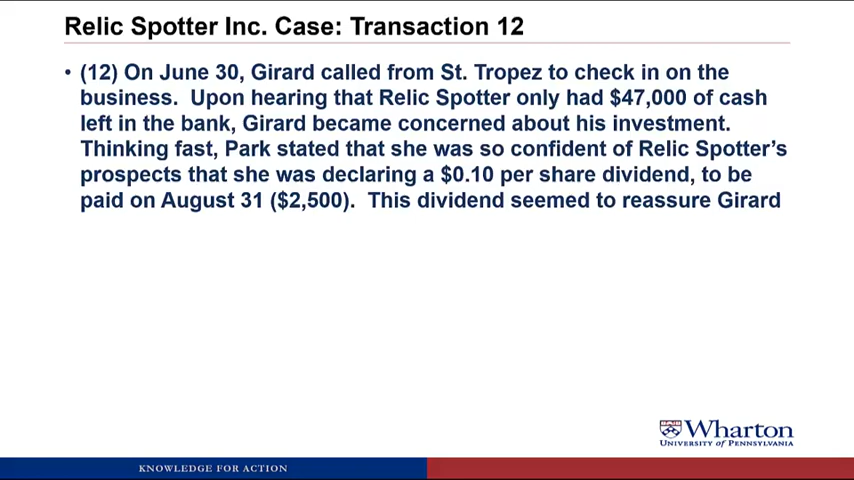 Relic Spotter Inc. Case: Transaction 12
• (12) On June 30, Girard called from St. Tropez to check in on the
business.  Upon hearing that Relic Spotter only had $47,000 of cash
left in the bank, Girard became concerned about his investment.
Thinking fast, Park stated that she was so confident of Relic Spotter's
prospects that she was declaring a $0.10 per share dividend, to be
paid on August 31 ($2,500).  This dividend seemed to reassure Girard
Wharton
UNIVERSITY of PENNSYLVANIA
KNOWLEDGE FOR ACTION